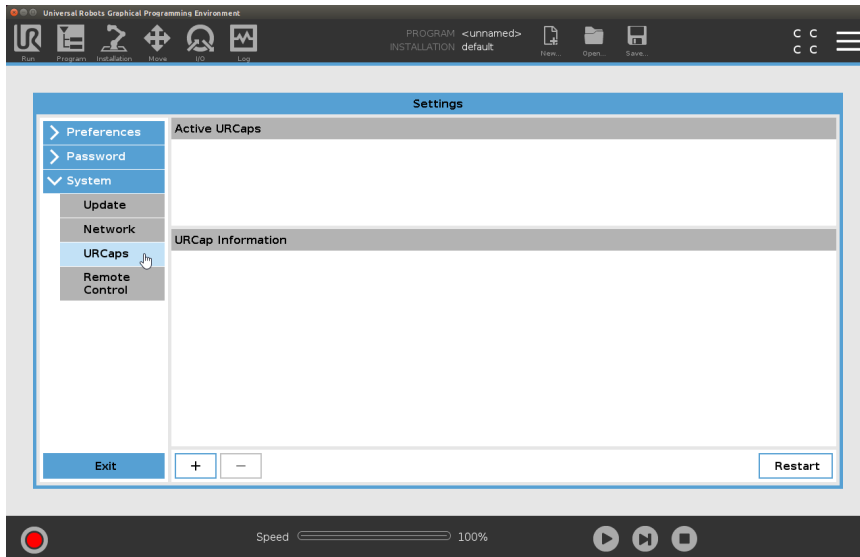 Universal Robots Graphical Programming Environment
UR
PROGRAM <unnamed>
INSTALLATION default
C C
C C
Run Program Installation Move I/O Log New... Open... Save...
Settings
Preferences
Password
System
Update
Network
URCaps
Remote
Control
Exit
Active URCaps
URCap Information
+ −
Restart
Speed 100%